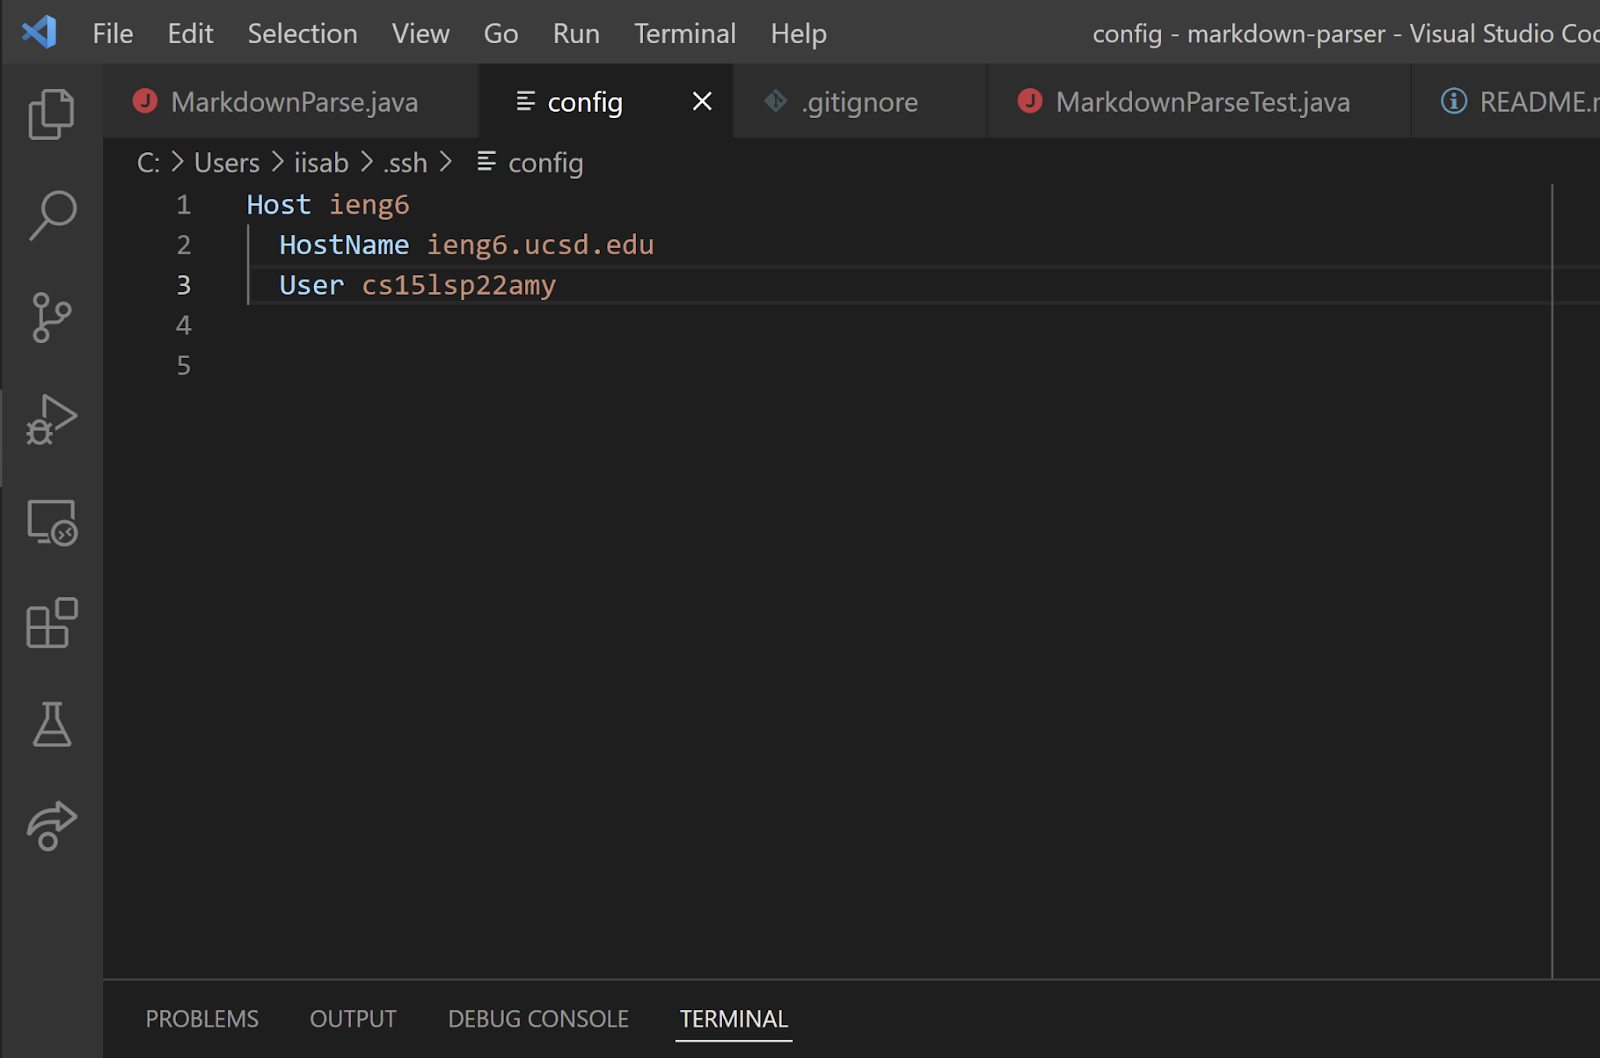 File Edit Selection View Go Run Terminal Help config - markdown-parser - Visual Studio Coc
MarkdownParse.java config .gitignore MarkdownParseTest.java README.r
C: > Users > iisab > .ssh > config
1 Host ieng6
2 HostName ieng6.ucsd.edu
3 User cs15lsp22amy
4
5
PROBLEMS OUTPUT DEBUG CONSOLE TERMINAL